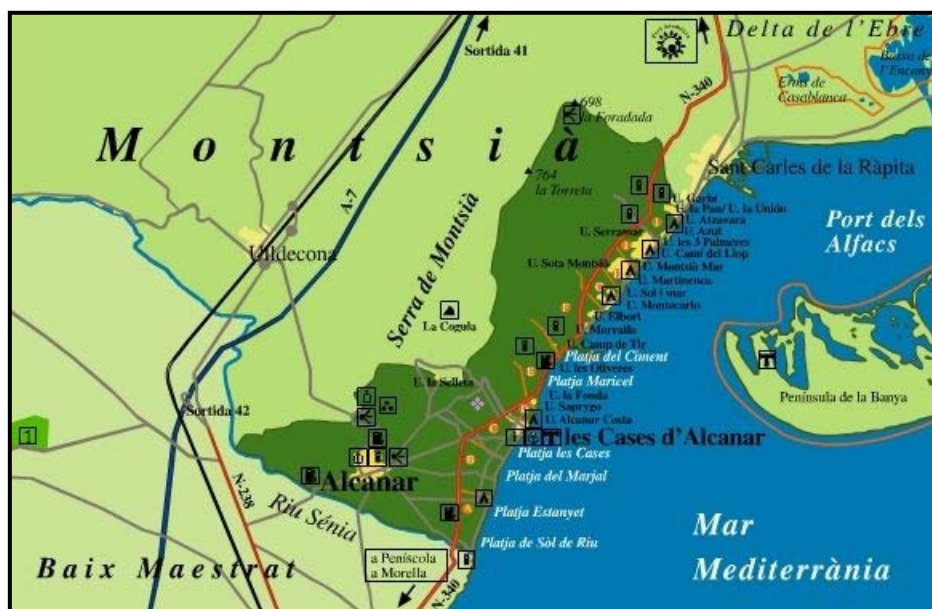 Sortida 41
Delta de l'Ebre
Bassa de
l'Encany
Erms de
Casablanca
N-340
698
la Foradada
Montsià
764
la Torreta
Sant Carles de la Ràpita
A-7
U. Garbi
U. la Pau/ U. la Unión
U. Atzavara
U. Azul
U. Serramar
U. les 3 Palmeres
U. Camí del Llop
Port dels
Alfacs
Ulldecona
Serra de Montsià
U. Sota Montsià
U. Montsià Mar
U. Martinenca
U. Sol i mar
U. Montecarlo
La Cogula
U. Elbort
U. Morralla
U. Camp de Tir
Platja del Ciment
U. les Oliveres
Platja Maricel
U. la Selleta
Península de la Banya
U. la Fonda
U. Saprygo
U. Alcanar Costa
Sortida 42
les Cases d'Alcanar
Platja les Cases
Platja del Marjal
Alcanar
N-238
Riu Sénia
Platja Estanyet
Mar
Mediterrània
Platja de Sòl de Riu
a Peníscola
a Morella
Baix Maestrat
N-340